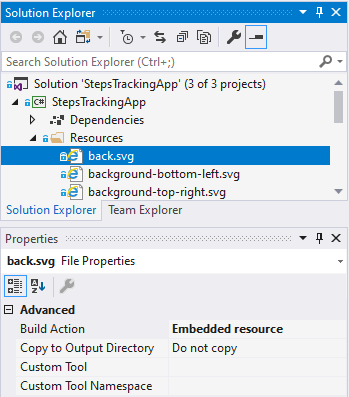 Solution Explorer
Search Solution Explorer (Ctrl+;)
Solution 'StepsTrackingApp' (3 of 3 projects)
C# StepsTrackingApp
Dependencies
Resources
back.svg
background-bottom-left.svg
background-top-right.svg
Solution Explorer Team Explorer
Properties
back.svg File Properties
Advanced
Build Action Embedded resource
Copy to Output Directory Do not copy
Custom Tool
Custom Tool Namespace